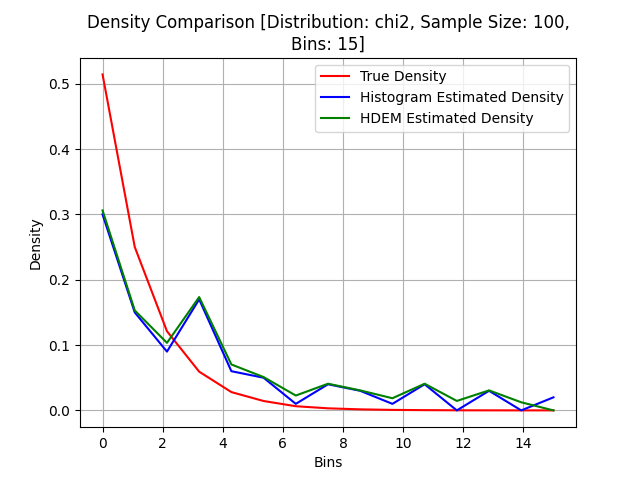 Density Comparison [Distribution: chi2, Sample Size: 100,
Bins: 15]
True Density
Histogram Estimated Density
HDEM Estimated Density
Density
0.5
0.4
0.3
0.2
0.1
0.0
0 2 4 6 8 10 12 14
Bins